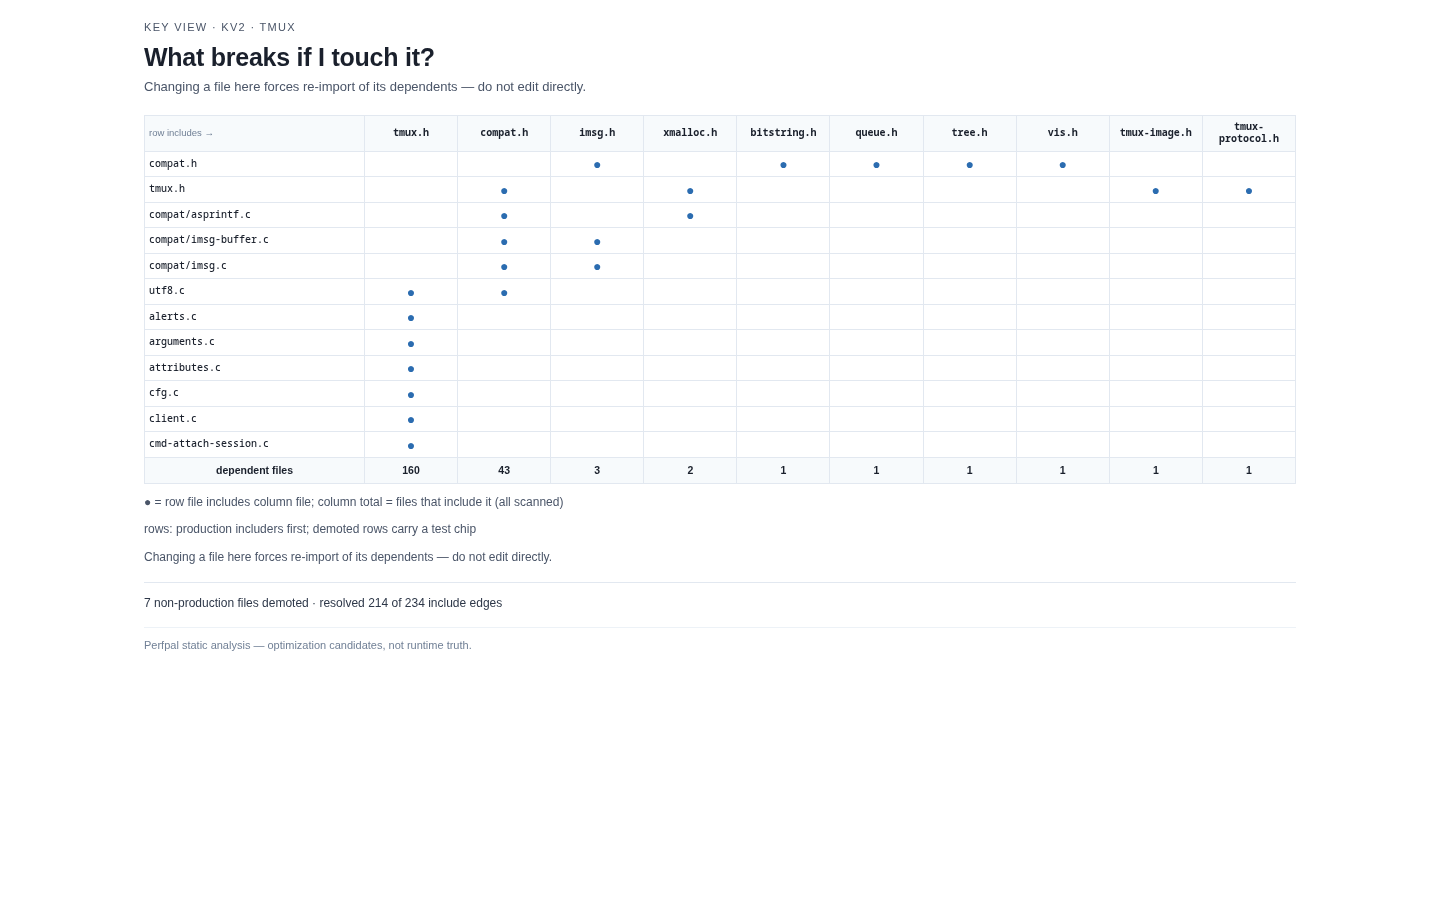 KEY VIEW · KV2 · TMUX
What breaks if I touch it?
Changing a file here forces re-import of its dependents — do not edit directly.
row includes → tmux.h compat.h imsg.h xmalloc.h bitstring.h queue.h tree.h vis.h tmux-image.h tmux-protocol.h
compat.h ● ● ● ● ●
tmux.h ● ● ● ●
compat/asprintf.c ● ●
compat/imsg-buffer.c ● ●
compat/imsg.c ● ●
utf8.c ● ●
alerts.c ●
arguments.c ●
attributes.c ●
cfg.c ●
client.c ●
cmd-attach-session.c ●
dependent files 160 43 3 2 1 1 1 1 1 1
● = row file includes column file; column total = files that include it (all scanned)
rows: production includers first; demoted rows carry a test chip
Changing a file here forces re-import of its dependents — do not edit directly.
7 non-production files demoted · resolved 214 of 234 include edges
Perfpal static analysis — optimization candidates, not runtime truth.